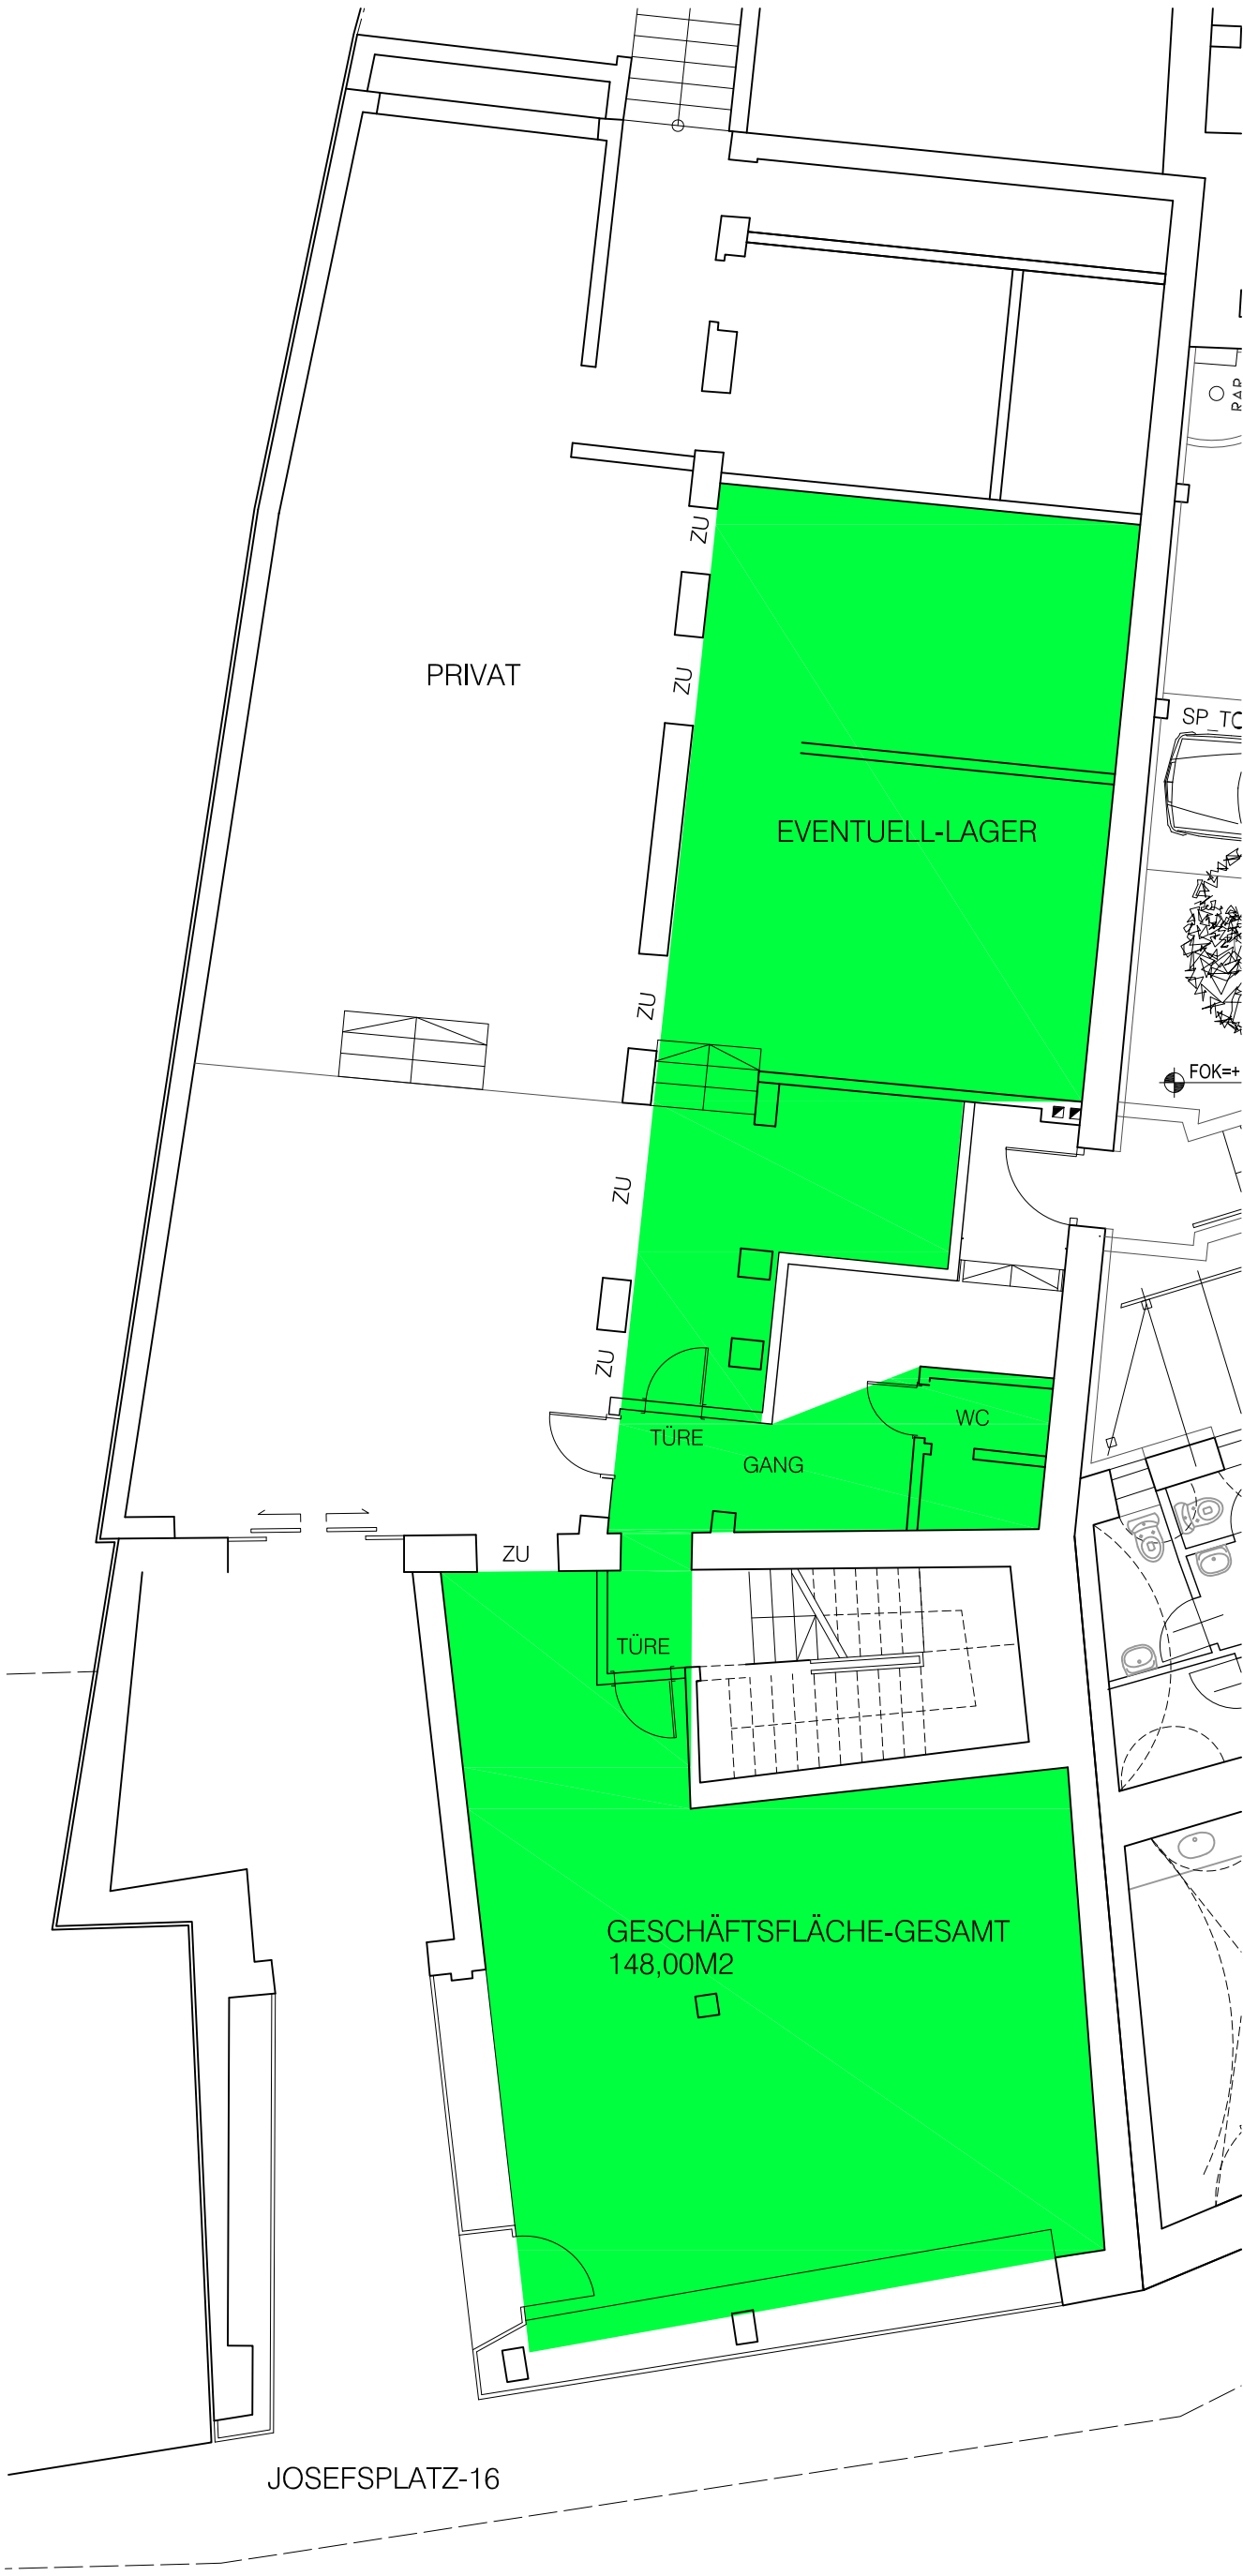 ZU
PRIVAT
ZU
SP_TO
EVENTUELL-LAGER
ZU
FOK=+
ZU
ZU
TÜRE
WC
GANG
ZU
TÜRE
GESCHÄFTSFLÄCHE-GESAMT
148,00M2
JOSEFSPLATZ-16